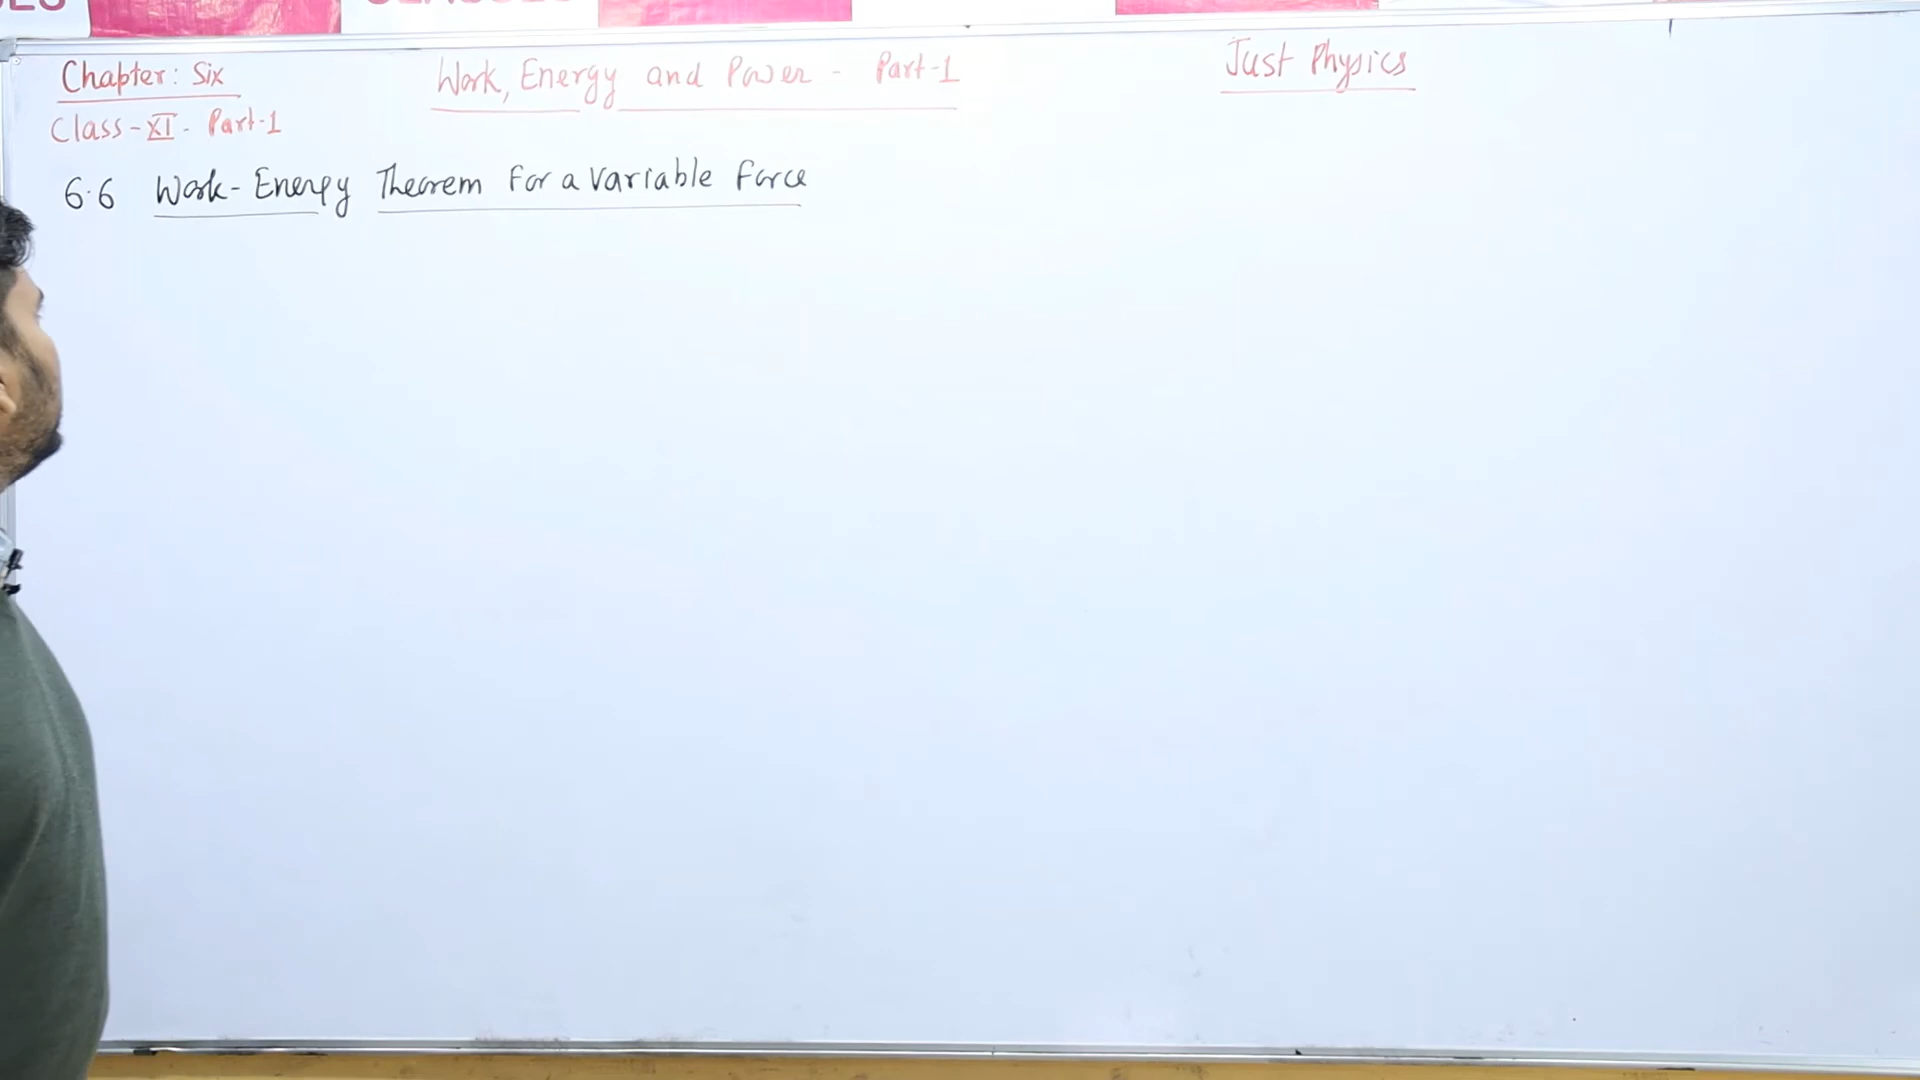 CLASSES
Chapter: Six
Work, Energy and Power - Part-1
Just Physics
Class-XI- Part-1
6.6 Work-Energy Theorem For a Variable Force